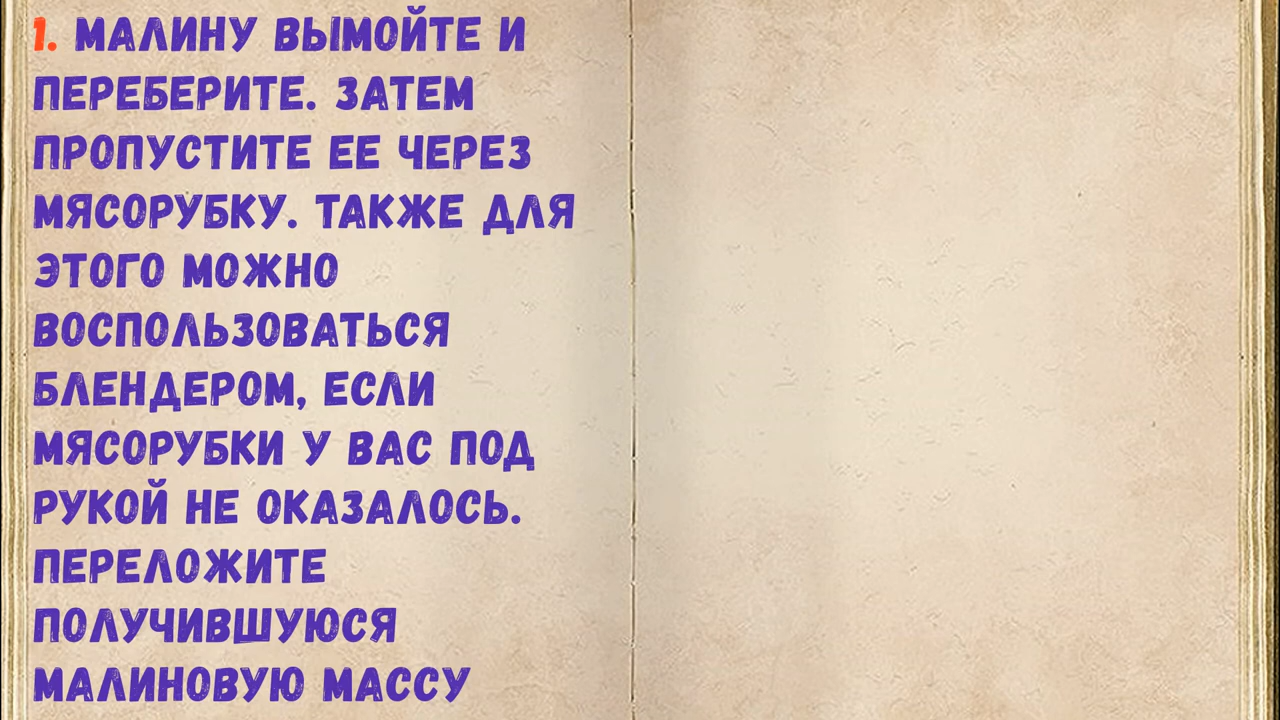 1. МАЛИНУ ВЫМОЙТЕ И
ПЕРЕБЕРИТЕ. ЗАТЕМ
ПРОПУСТИТЕ ЕЕ ЧЕРЕЗ
МЯСОРУБКУ. ТАКЖЕ ДЛЯ
ЭТОГО МОЖНО
ВОСПОЛЬЗОВАТЬСЯ
БЛЕНДЕРОМ, ЕСЛИ
МЯСОРУБКИ У ВАС ПОД
РУКОЙ НЕ ОКАЗАЛОСЬ.
ПЕРЕЛОЖИТЕ
ПОЛУЧИВШУЮСЯ
МАЛИНОВУЮ МАССУ